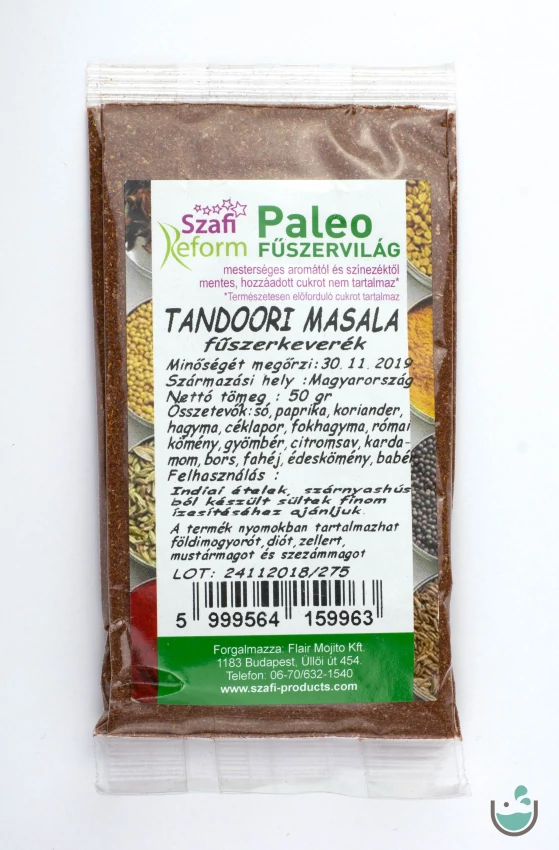 Szafi
Reform
Paleo
FŰSZERVILÁG
mesterséges aromától és színezéktől
mentes, hozzáadott cukrot nem tartalmaz*
*Természetesen előforduló cukrot tartalmaz
TANDOORI MASALA
fűszerkeverék
Minőségét megőrzi:30.11.2019
Származási hely :Magyarország
Nettó tömeg : 50 gr
Összetevők:só,paprika,koriander,
hagyma,céklapor,fokhagyma,római
kömény,gyömbér,citromsav,karda-
mom,bors,fahéj,édeskömény,babé
Felhasználás :
Indiai ételek, szárnyashús
ból készült sültek finom
ízesítéséhez ajánljuk.
A termék nyomokban tartalmazhat
földimogyorót,diót,zellert,
mustármagot és szezámmagot
LOT: 24112018/275
5 999564 159963
Forgalmazza: Flair Mojito Kft.
1183 Budapest, Üllői út 454.
Telefon: 06-70/632-1540
www.szafi-products.com